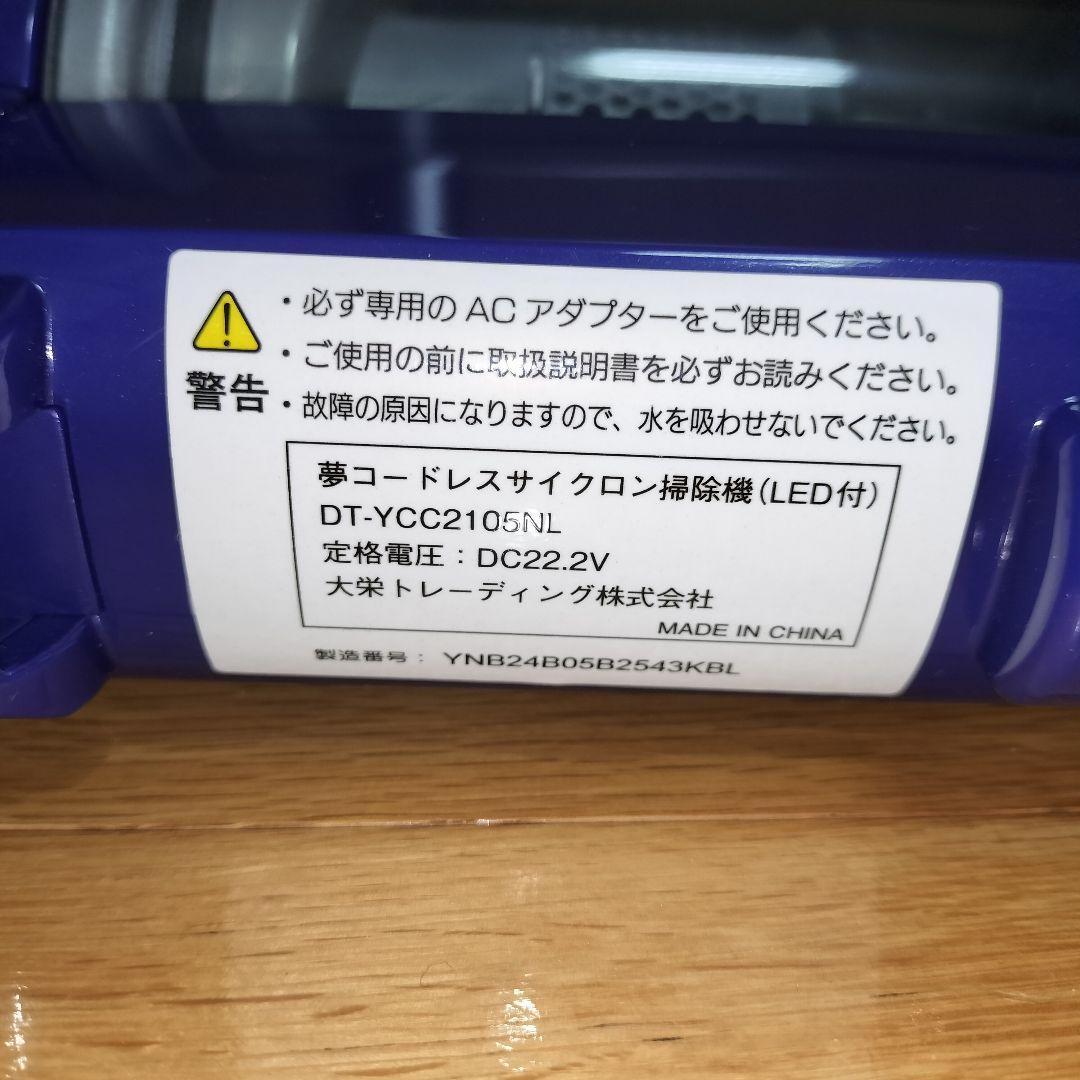 ・必ず専用のACアダプターをご使用ください。
・ご使用の前に取扱説明書を必ずお読みください。
警告
・故障の原因になりますので、水を吸わせないでください。
夢コードレスサイクロン掃除機(LED付)
DT-YCC2105NL
定格電圧：DC22.2V
大栄トレーディング株式会社
MADE IN CHINA
製造番号： YNB24B05B2543KBL